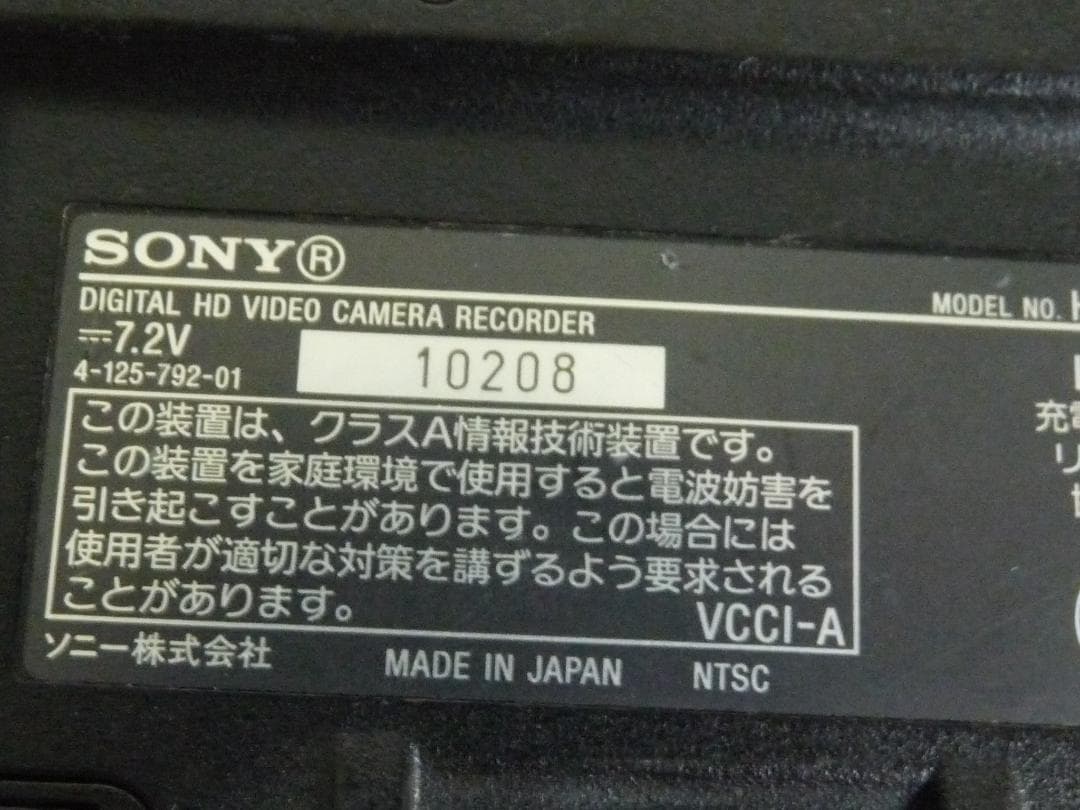 SONY®
DIGITAL HD VIDEO CAMERA RECORDER
MODEL NO. H
⎓7.2V
10208
4-125-792-01
この装置は、クラスA情報技術装置です。
この装置を家庭環境で使用すると電波妨害を
引き起こすことがあります。この場合には
使用者が適切な対策を講ずるよう要求される
ことがあります。
VCCI-A
充電
リ
ソニー株式会社
MADE IN JAPAN
NTSC